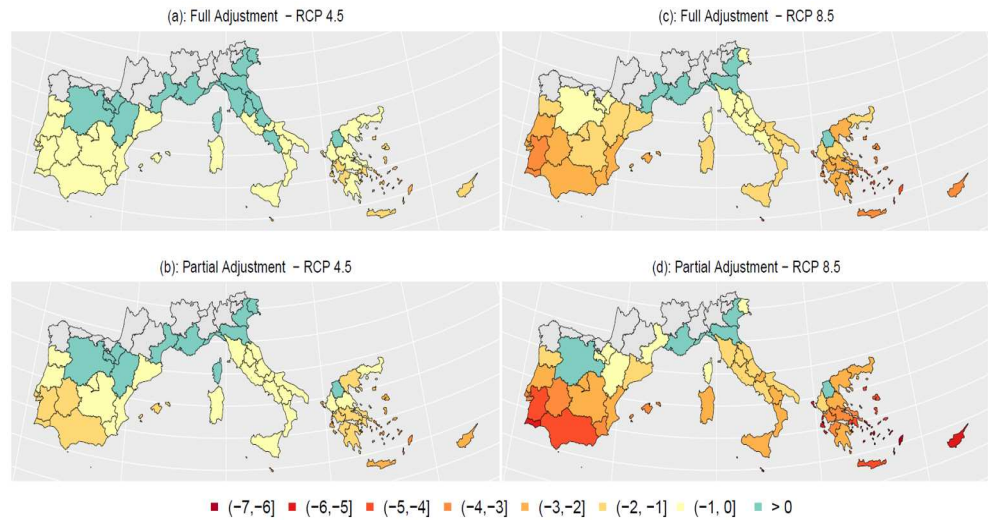 (a): Full Adjustment − RCP 4.5
(c): Full Adjustment − RCP 8.5
(b): Partial Adjustment − RCP 4.5
(d): Partial Adjustment − RCP 8.5
(−7,−6] (−6,−5] (−5,−4] (−4,−3] (−3,−2] (−2, −1] (−1, 0] > 0